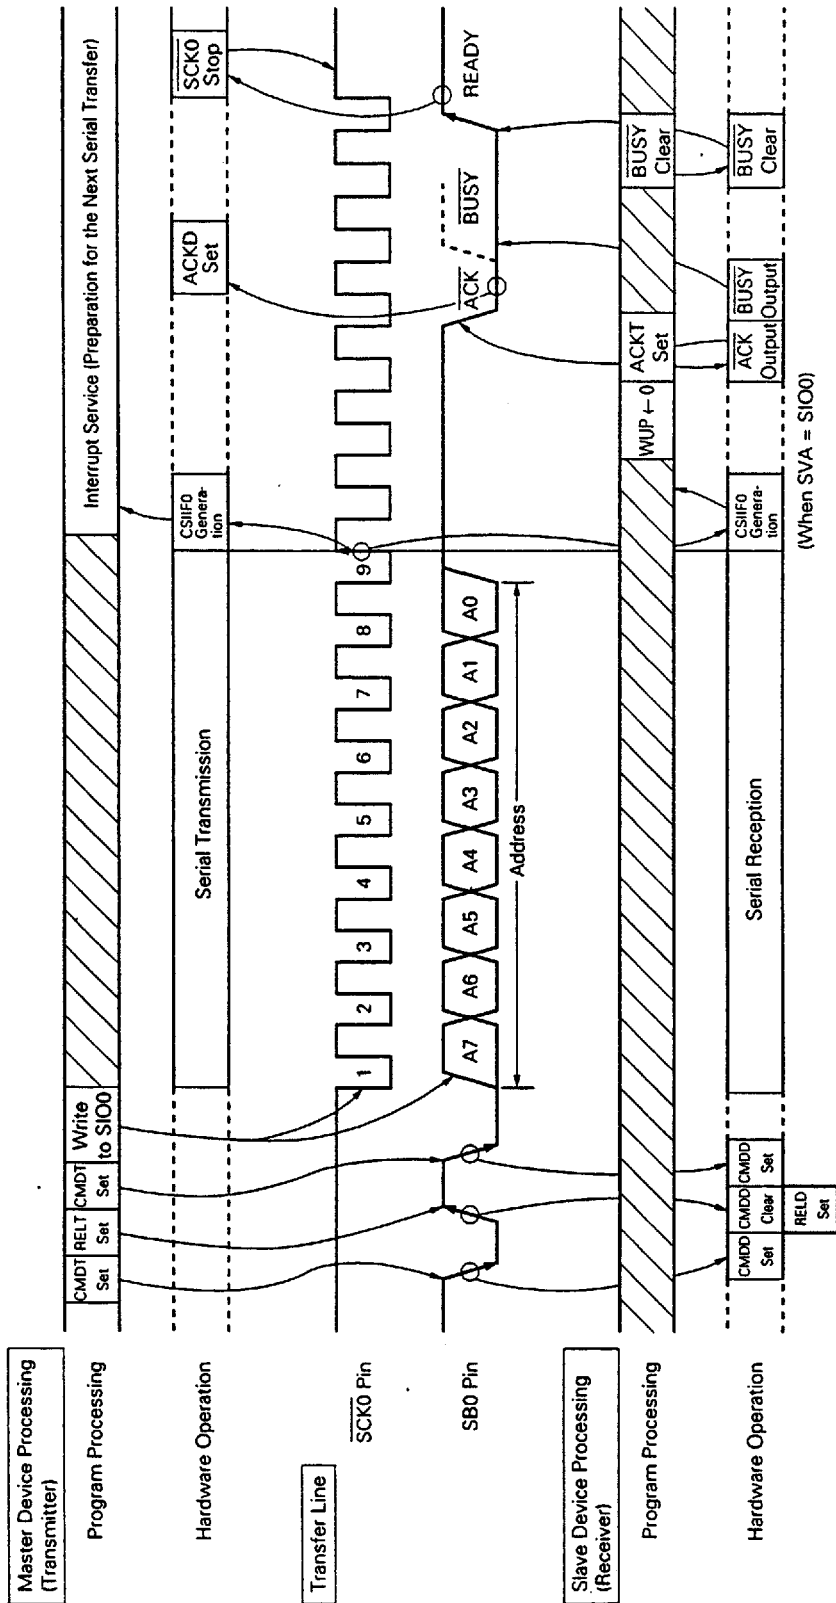 Master Device Processing
(Transmitter)
Program Processing
CMDT
Set
RELT
Set
CMDT
Set
Write
to SIO0
Interrupt Service (Preparation for the Next Serial Transfer)
Hardware Operation
Serial Transmission
CSIIF0
Genera-
tion
ACKD
Set
SCK0
Stop
Transfer Line
SCK0 Pin
1
2
3
4
5
6
7
8
9
SB0 Pin
A7
A6
A5
A4
A3
A2
A1
A0
ACK
BUSY
READY
Address
Slave Device Processing
(Receiver)
Program Processing
WUP ← 0
ACKT
Set
BUSY
Clear
Hardware Operation
CMDD
Set
CMDD
Clear
CMDD
Set
RELD
Set
Serial Reception
CSIIF0
Genera-
tion
ACK
Output
BUSY
Output
BUSY
Clear
(When SVA = SIO0)